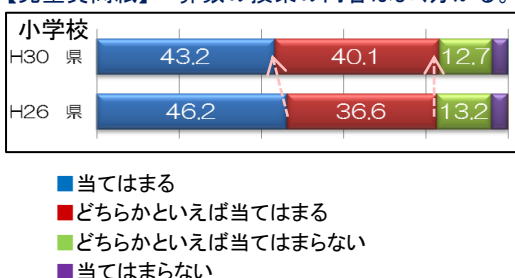 小学校
H30 県 43.2 40.1 12.7
H26 県 46.2 36.6 13.2
■当てはまる
■どちらかといえば当てはまる
■どちらかといえば当てはまらない
■当てはまらない